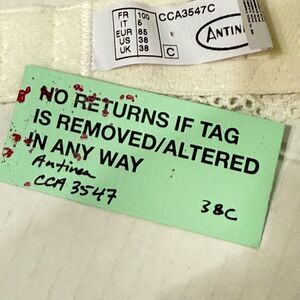 FR 100 CCA3547C
IT 5
EUR 85
US 38
UK 38 C
ANTIN
NO RETURNS IF TAG
IS REMOVED/ALTERED
IN ANY WAY
Antinea
CCA 3547
38C